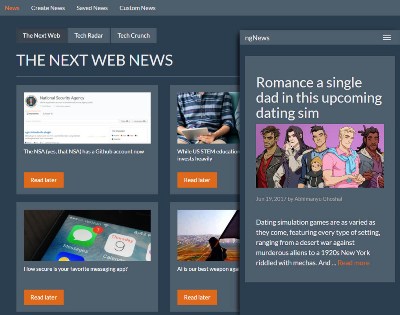 News Create News Saved News Custom News
The Next Web Tech Radar Tech Crunch
THE NEXT WEB NEWS
National Security Agency
The NSA (yes, that NSA) has a Github account now
Read later
While US STEM education
invests heavily
Read later
How secure is your favorite messaging app?
Read later
AI is our best weapon aga
Read later
ngNews
Romance a single
dad in this upcoming
dating sim
Jun 19, 2017 by Abhimanyu Ghoshal
Dating simulation games are as varied as
they come, featuring every type of setting,
ranging from a desert war against
murderous aliens to a 1920s New York
riddled with mechas. And ... Read more